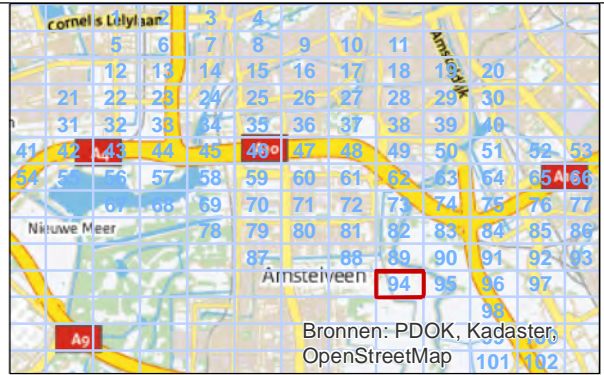 Cornelis Lelylaan 1 2 3 4
5 6 7 8 9 10 11
Amsteldijk
12 13 14 15 16 17 18 19 20
21 22 23 24 25 26 27 28 29 30
31 32 33 34 35 36 37 38 39 40
41 42 43 44 45 46 47 48 49 50 51 52 53
A4
54 55 56 57 58 59 60 61 62 63 64 65 66
67 68 69 70 71 72 73 74 75 76 77
Nieuwe Meer 78 79 80 81 82 83 84 85 86
87 88 89 90 91 92 93
Amstelveen 94 95 96 97
98
A9
Bronnen: PDOK, Kadaster,
OpenStreetMap
101 102